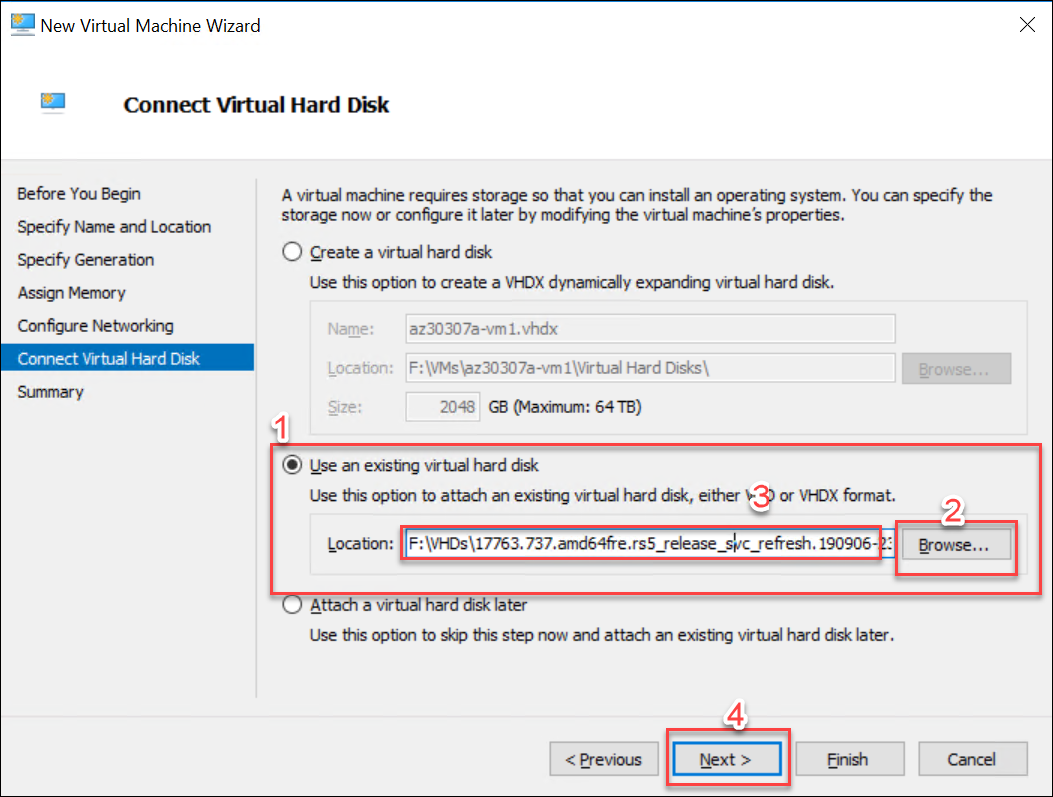 New Virtual Machine Wizard
Connect Virtual Hard Disk
Before You Begin
Specify Name and Location
Specify Generation
Assign Memory
Configure Networking
Connect Virtual Hard Disk
Summary
A virtual machine requires storage so that you can install an operating system. You can specify the
storage now or configure it later by modifying the virtual machine's properties.
Create a virtual hard disk
Use this option to create a VHDX dynamically expanding virtual hard disk.
Name: az30307a-vm1.vhdx
Location: F:\VMs\az30307a-vm1\Virtual Hard Disks\ Browse...
Size: 2048 GB (Maximum: 64 TB)
1
Use an existing virtual hard disk
Use this option to attach an existing virtual hard disk, either or VHDX format.
3
2
Location: F:\VHDs\17763.737.amd64fre.rs5_release_svc_refresh.190906-23 Browse...
Attach a virtual hard disk later
Use this option to skip this step now and attach an existing virtual hard disk later.
4
< Previous Next > Finish Cancel